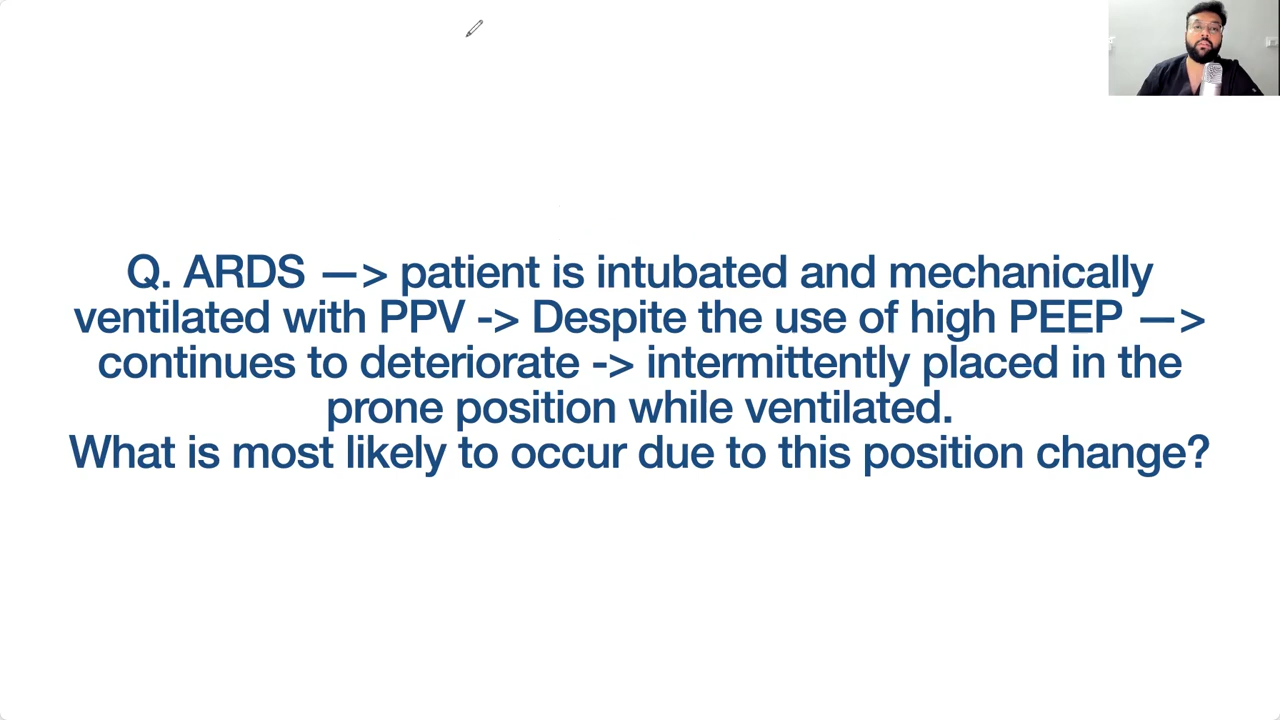 Q. ARDS —> patient is intubated and mechanically
ventilated with PPV -> Despite the use of high PEEP —>
continues to deteriorate -> intermittently placed in the
prone position while ventilated.
What is most likely to occur due to this position change?